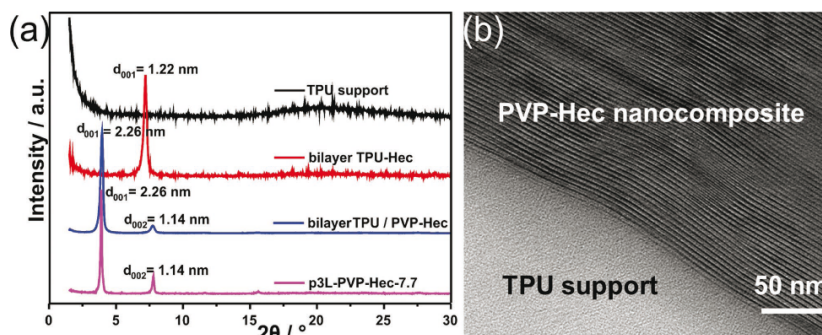 (a)
d001= 1.22 nm
TPU support
d001= 2.26 nm
bilayer TPU-Hec
d001= 2.26 nm
d002= 1.14 nm
bilayerTPU / PVP-Hec
d002= 1.14 nm
p3L-PVP-Hec-7.7
Intensity / a.u.
0 5 10 15 20 25 30
2θ / °
(b)
PVP-Hec nanocomposite
TPU support
50 nm